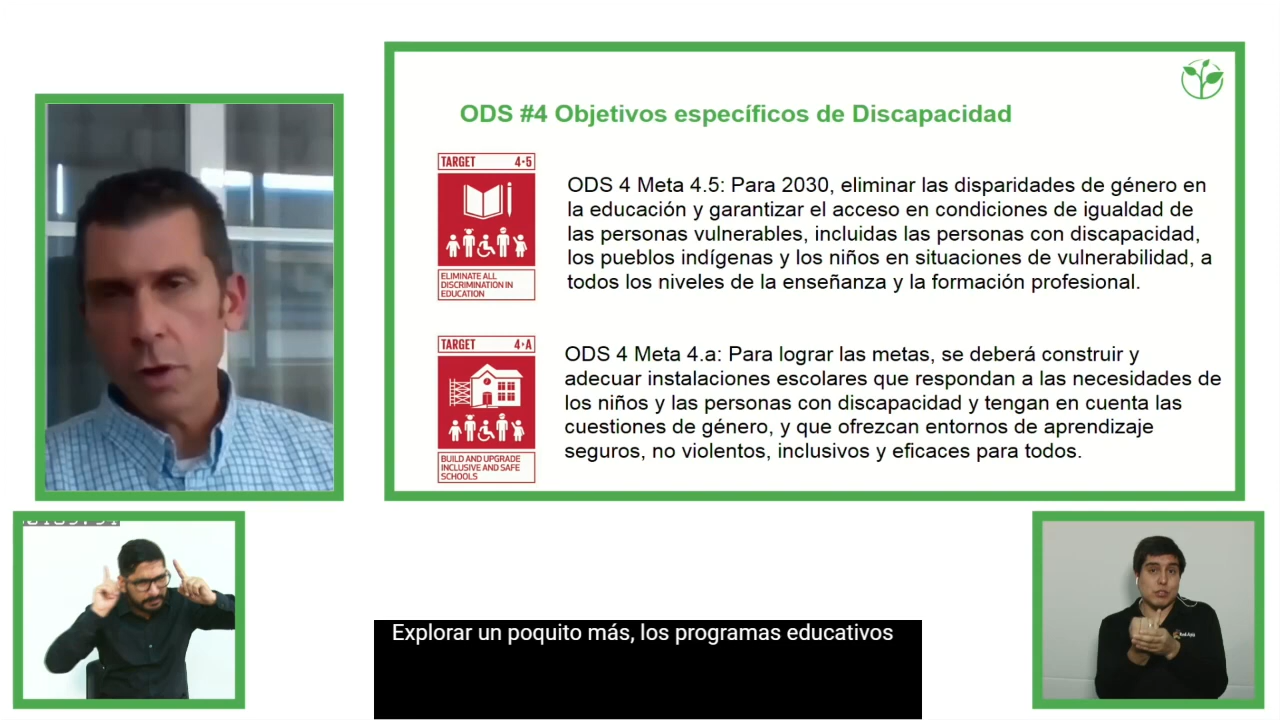 ODS #4 Objetivos específicos de Discapacidad
TARGET 4·5
ELIMINATE ALL
DISCRIMINATION IN
EDUCATION
ODS 4 Meta 4.5: Para 2030, eliminar las disparidades de género en
la educación y garantizar el acceso en condiciones de igualdad de
las personas vulnerables, incluidas las personas con discapacidad,
los pueblos indígenas y los niños en situaciones de vulnerabilidad, a
todos los niveles de la enseñanza y la formación profesional.
TARGET 4·A
BUILD AND UPGRADE
INCLUSIVE AND SAFE
SCHOOLS
ODS 4 Meta 4.a: Para lograr las metas, se deberá construir y
adecuar instalaciones escolares que respondan a las necesidades de
los niños y las personas con discapacidad y tengan en cuenta las
cuestiones de género, y que ofrezcan entornos de aprendizaje
seguros, no violentos, inclusivos y eficaces para todos.
Explorar un poquito más, los programas educativos